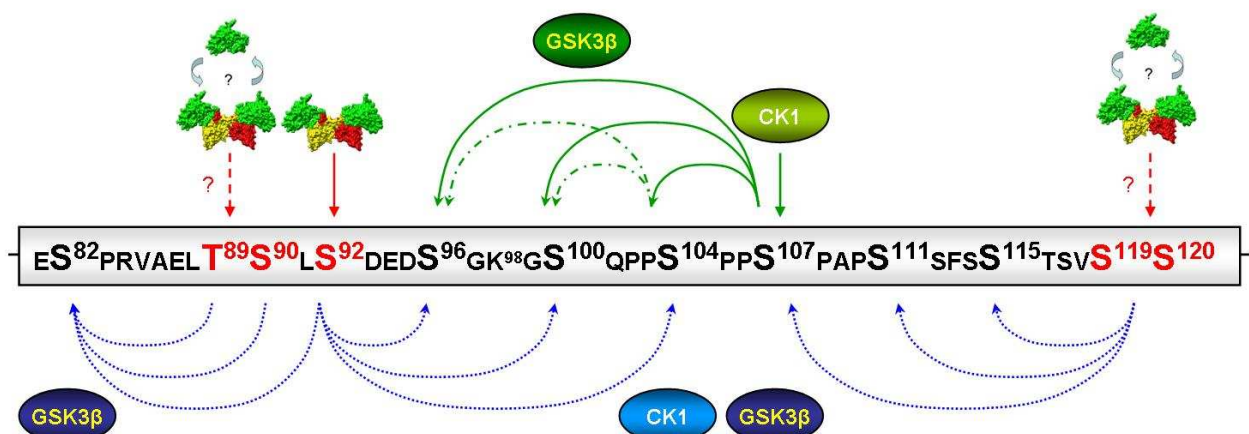 GSK3β
?
?
CK1
?
?
ES⁸²PRVAELT⁸⁹S⁹⁰LS⁹²DEDS⁹⁶GK⁹⁸GS¹⁰⁰QPPS¹⁰⁴PPS¹⁰⁷PAPS¹¹¹SFSS¹¹⁵TSVS¹¹⁹S¹²⁰
GSK3β
CK1
GSK3β